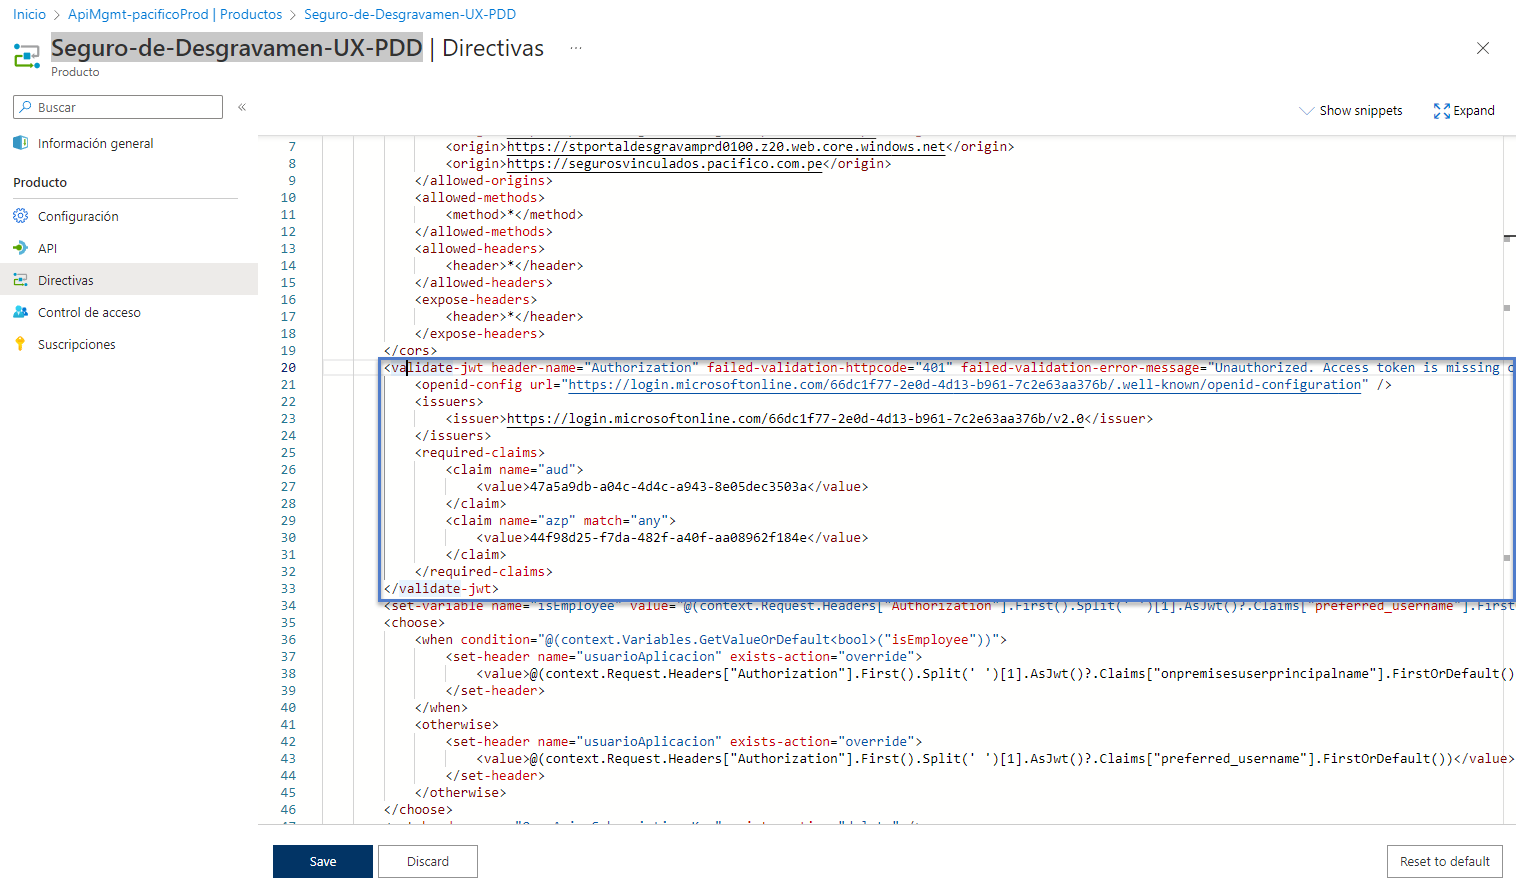 Inicio > ApiMgmt-pacificoProd | Productos > Seguro-de-Desgravamen-UX-PDD
Seguro-de-Desgravamen-UX-PDD | Directivas ...
Producto
Buscar «
Show snippets Expand
Información general
Producto
Configuración
API
Directivas
Control de acceso
Suscripciones
7 <origin>https://stportaldesgravamprd0100.z20.web.core.windows.net</origin>
8 <origin>https://segurosvinculados.pacifico.com.pe</origin>
9 </allowed-origins>
10 <allowed-methods>
11 <method>*</method>
12 </allowed-methods>
13 <allowed-headers>
14 <header>*</header>
15 </allowed-headers>
16 <expose-headers>
17 <header>*</header>
18 </expose-headers>
19 </cors>
20 <validate-jwt header-name="Authorization" failed-validation-httpcode="401" failed-validation-error-message="Unauthorized. Access token is missing
21 <openid-config url="https://login.microsoftonline.com/66dc1f77-2e0d-4d13-b961-7c2e63aa376b/.well-known/openid-configuration" />
22 <issuers>
23 <issuer>https://login.microsoftonline.com/66dc1f77-2e0d-4d13-b961-7c2e63aa376b/v2.0</issuer>
24 </issuers>
25 <required-claims>
26 <claim name="aud">
27 <value>47a5a9db-a04c-4d4c-a943-8e05dec3503a</value>
28 </claim>
29 <claim name="azp" match="any">
30 <value>44f98d25-f7da-482f-a40f-aa08962f184e</value>
31 </claim>
32 </required-claims>
33 </validate-jwt>
34 <set-variable name="isEmployee" value="@(context.Request.Headers["Authorization"].First().Split(' ')[1].AsJwt()?.Claims["preferred_username"].First
35 <choose>
36 <when condition="@(context.Variables.GetValueOrDefault<bool>("isEmployee"))">
37 <set-header name="usuarioAplicacion" exists-action="override">
38 <value>@(context.Request.Headers["Authorization"].First().Split(' ')[1].AsJwt()?.Claims["onpremisesuserprincipalname"].FirstOrDefault()
39 </set-header>
40 </when>
41 <otherwise>
42 <set-header name="usuarioAplicacion" exists-action="override">
43 <value>@(context.Request.Headers["Authorization"].First().Split(' ')[1].AsJwt()?.Claims["preferred_username"].FirstOrDefault())</value>
44 </set-header>
45 </otherwise>
46 </choose>
Save Discard Reset to default